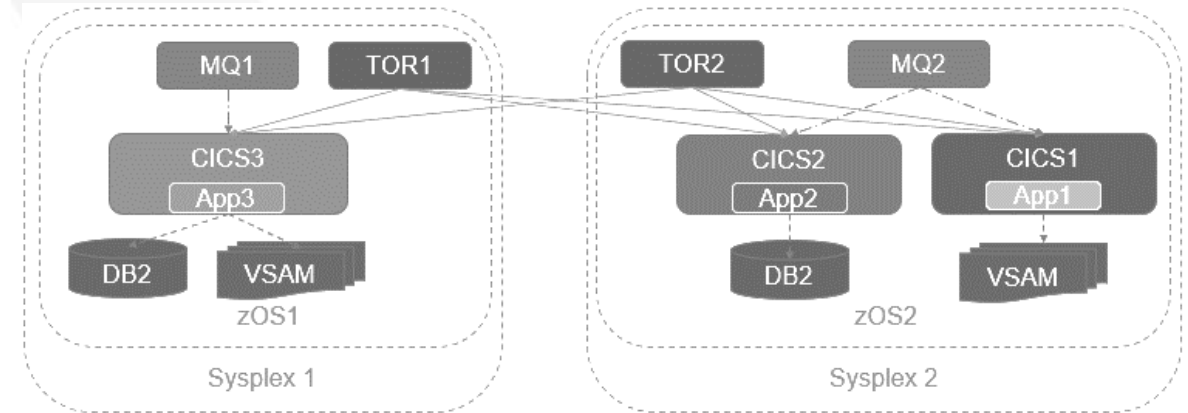 MQ1
TOR1
TOR2
MQ2
CICS3
App3
CICS2
App2
CICS1
App1
DB2
VSAM
DB2
VSAM
zOS1
zOS2
Sysplex 1
Sysplex 2